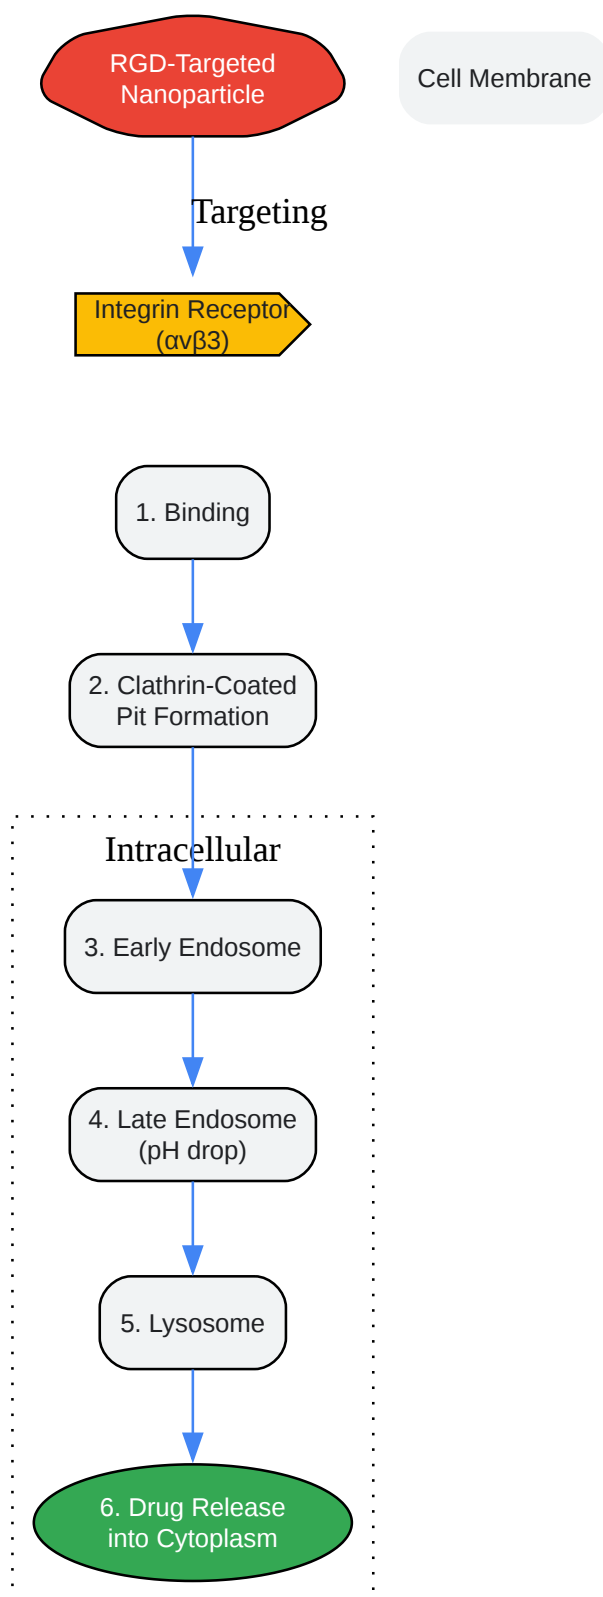 RGD-Targeted
Nanoparticle
Cell Membrane
Targeting
Integrin Receptor
(αvβ3)
1. Binding
2. Clathrin-Coated
Pit Formation
Intracellular
3. Early Endosome
4. Late Endosome
(pH drop)
5. Lysosome
6. Drug Release
into Cytoplasm